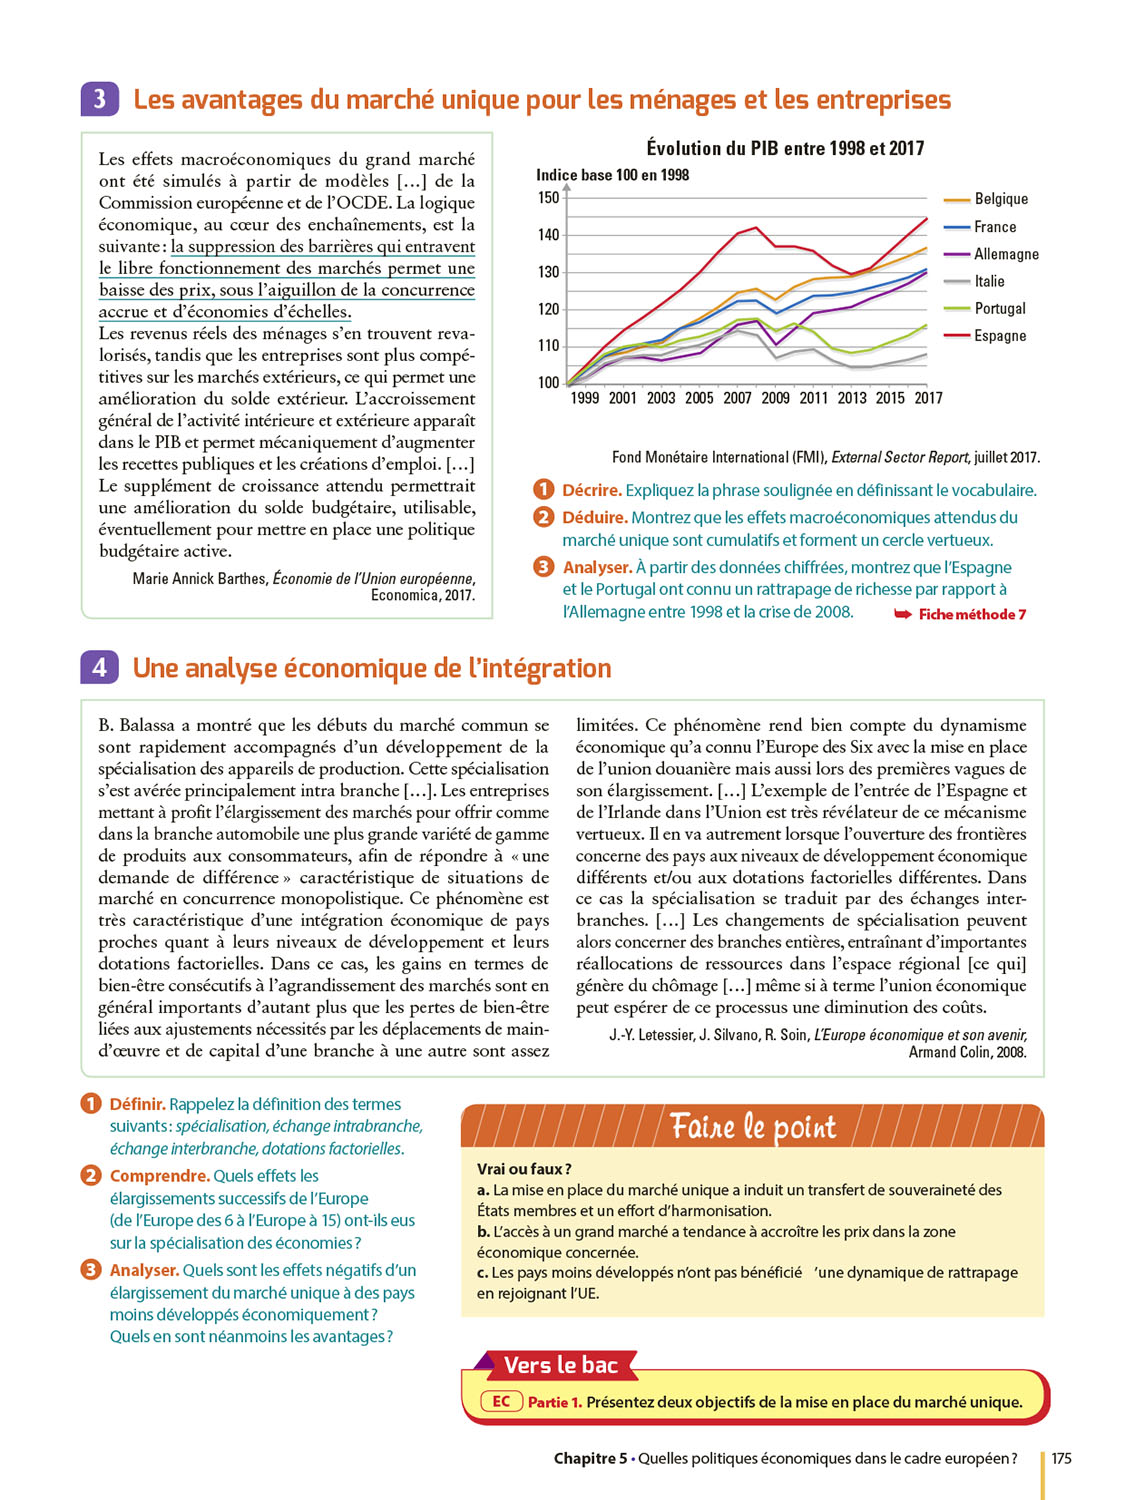 3 Les avantages du marché unique pour les ménages et les entreprises
Les effets macroéconomiques du grand marché
ont été simulés à partir de modèles […] de la
Commission européenne et de l’OCDE. La logique
économique, au cœur des enchaînements, est la
suivante : la suppression des barrières qui entravent
le libre fonctionnement des marchés permet une
baisse des prix, sous l’aiguillon de la concurrence
accrue et d’économies d’échelles.
Les revenus réels des ménages s’en trouvent reva-
lorisés, tandis que les entreprises sont plus compé-
titives sur les marchés extérieurs, ce qui permet une
amélioration du solde extérieur. L’accroissement
général de l’activité intérieure et extérieure apparaît
dans le PIB et permet mécaniquement d’augmenter
les recettes publiques et les créations d’emploi. […]
Le supplément de croissance attendu permettrait
une amélioration du solde budgétaire, utilisable,
éventuellement pour mettre en place une politique
budgétaire active.
Marie Annick Barthes, Économie de l’Union européenne,
Economica, 2017.
Évolution du PIB entre 1998 et 2017
Indice base 100 en 1998
150
140
130
120
110
100
1999 2001 2003 2005 2007 2009 2011 2013 2015 2017
Belgique
France
Allemagne
Italie
Portugal
Espagne
Fond Monétaire International (FMI), External Sector Report, juillet 2017.
1 Décrire. Expliquez la phrase soulignée en définissant le vocabulaire.
2 Déduire. Montrez que les effets macroéconomiques attendus du
marché unique sont cumulatifs et forment un cercle vertueux.
3 Analyser. À partir des données chiffrées, montrez que l’Espagne
et le Portugal ont connu un rattrapage de richesse par rapport à
l’Allemagne entre 1998 et la crise de 2008. ➥ Fiche méthode 7
4 Une analyse économique de l’intégration
B. Balassa a montré que les débuts du marché commun se
sont rapidement accompagnés d’un développement de la
spécialisation des appareils de production. Cette spécialisation
s’est avérée principalement intra branche […]. Les entreprises
mettant à profit l’élargissement des marchés pour offrir comme
dans la branche automobile une plus grande variété de gamme
de produits aux consommateurs, afin de répondre à « une
demande de différence » caractéristique de situations de
marché en concurrence monopolistique. Ce phénomène est
très caractéristique d’une intégration économique de pays
proches quant à leurs niveaux de développement et leurs
dotations factorielles. Dans ce cas, les gains en termes de
bien-être consécutifs à l’agrandissement des marchés sont en
général importants d’autant plus que les pertes de bien-être
liées aux ajustements nécessités par les déplacements de main-
d’œuvre et de capital d’une branche à une autre sont assez
limitées. Ce phénomène rend bien compte du dynamisme
économique qu’a connu l’Europe des Six avec la mise en place
de l’union douanière mais aussi lors des premières vagues de
son élargissement. […] L’exemple de l’entrée de l’Espagne et
de l’Irlande dans l’Union est très révélateur de ce mécanisme
vertueux. Il en va autrement lorsque l’ouverture des frontières
concerne des pays aux niveaux de développement économique
différents et/ou aux dotations factorielles différentes. Dans
ce cas la spécialisation se traduit par des échanges inter-
branches. […] Les changements de spécialisation peuvent
alors concerner des branches entières, entraînant d’importantes
réallocations de ressources dans l’espace régional [ce qui]
génère du chômage […] même si à terme l’union économique
peut espérer de ce processus une diminution des coûts.
J.-Y. Letessier, J. Silvano, R. Soin, L’Europe économique et son avenir,
Armand Colin, 2008.
1 Définir. Rappelez la définition des termes
suivants : spécialisation, échange intrabranche,
échange interbranche, dotations factorielles.
2 Comprendre. Quels effets les
élargissements successifs de l’Europe
(de l’Europe des 6 à l’Europe à 15) ont-ils eus
sur la spécialisation des économies ?
3 Analyser. Quels sont les effets négatifs d’un
élargissement du marché unique à des pays
moins développés économiquement ?
Quels en sont néanmoins les avantages ?
Faire le point
Vrai ou faux ?
a. La mise en place du marché unique a induit un transfert de souveraineté des
États membres et un effort d’harmonisation.
b. L’accès à un grand marché a tendance à accroître les prix dans la zone
économique concernée.
c. Les pays moins développés n’ont pas bénéficié ’une dynamique de rattrapage
en rejoignant l’UE.
Vers le bac
EC Partie 1. Présentez deux objectifs de la mise en place du marché unique.
Chapitre 5 • Quelles politiques économiques dans le cadre européen ? 175